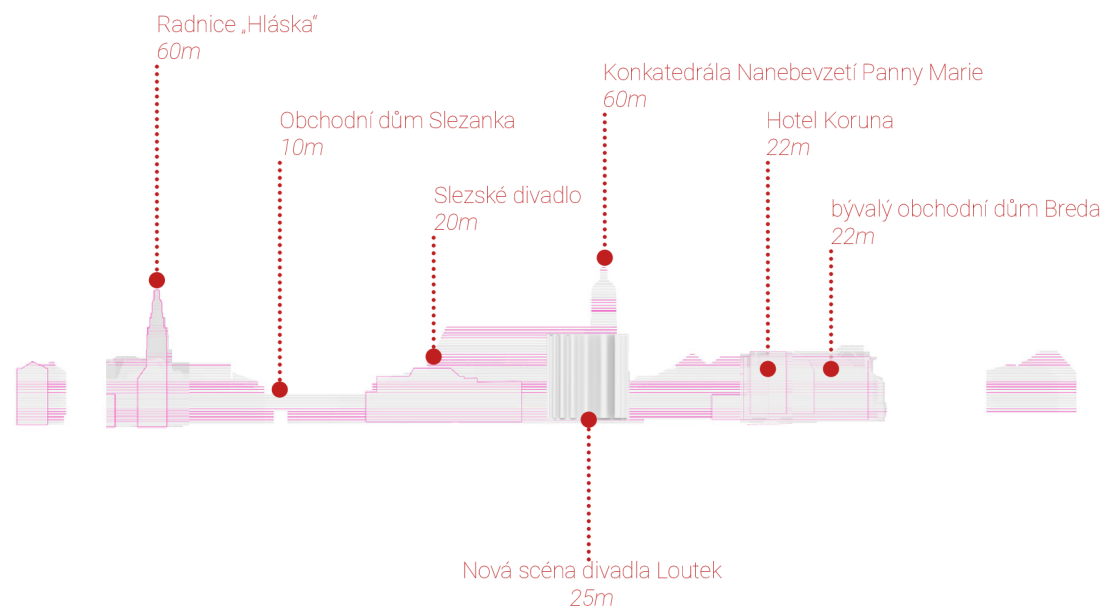 Radnice „Hláska“
60m
Konkatedrála Nanebevzetí Panny Marie
60m
Obchodní dům Slezanka
10m
Hotel Koruna
22m
Slezské divadlo
20m
bývalý obchodní dům Breda
22m
Nová scéna divadla Loutek
25m